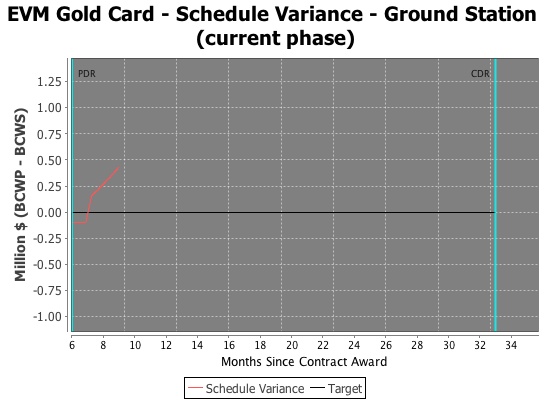 EVM Gold Card - Schedule Variance - Ground Station
(current phase)
PDR
CDR
1.25
1.00
0.75
0.50
0.25
0.00
-0.25
-0.50
-0.75
-1.00
Million $ (BCWP - BCWS)
6 8 10 12 14 16 18 20 22 24 26 28 30 32 34
Months Since Contract Award
Schedule Variance Target